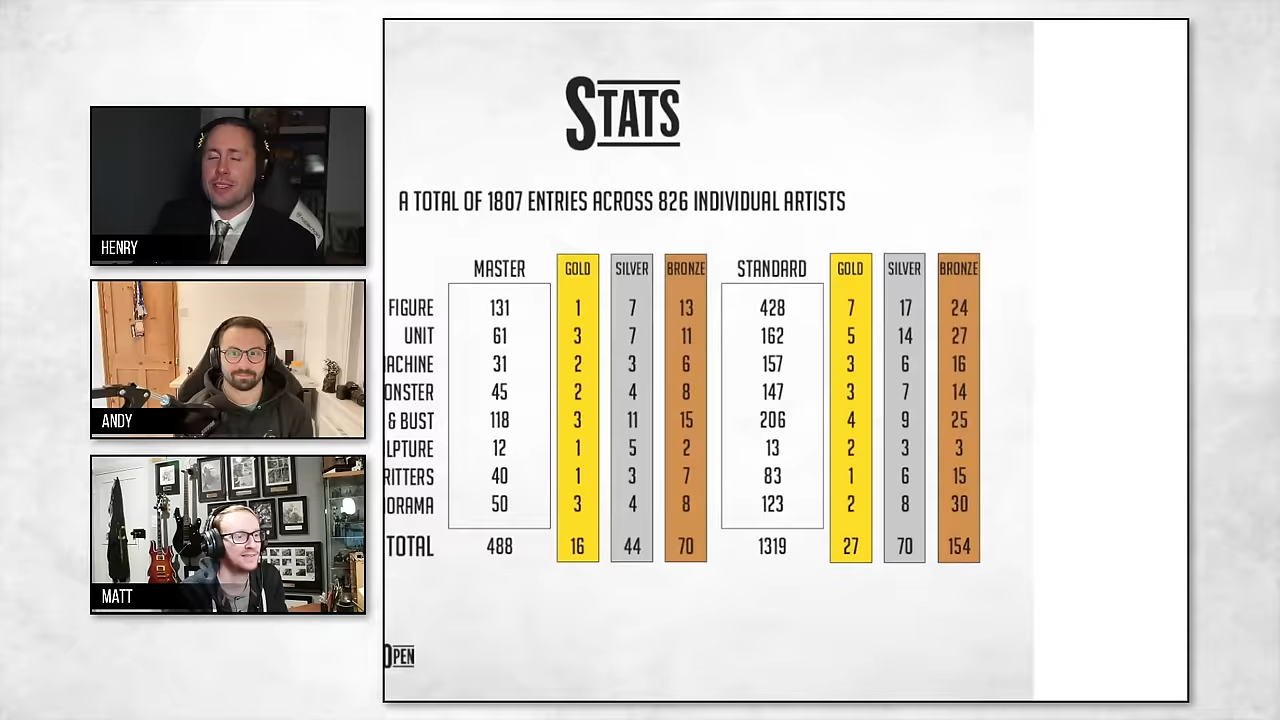 STATS
A TOTAL OF 1807 ENTRIES ACROSS 826 INDIVIDUAL ARTISTS
MASTER GOLD SILVER BRONZE STANDARD GOLD SILVER BRONZE
FIGURE 131 1 7 13 428 7 17 24
UNIT 61 3 7 11 162 5 14 27
ACHINE 31 2 3 6 157 3 6 16
ONSTER 45 2 4 8 147 3 7 14
& BUST 118 3 11 15 206 4 9 25
LPTURE 12 1 5 2 13 2 3 3
RITTERS 40 1 3 7 83 1 6 15
ORAMA 50 3 4 8 123 2 8 30
TOTAL 488 16 44 70 1319 27 70 154
OPEN
HENRY
ANDY
MATT